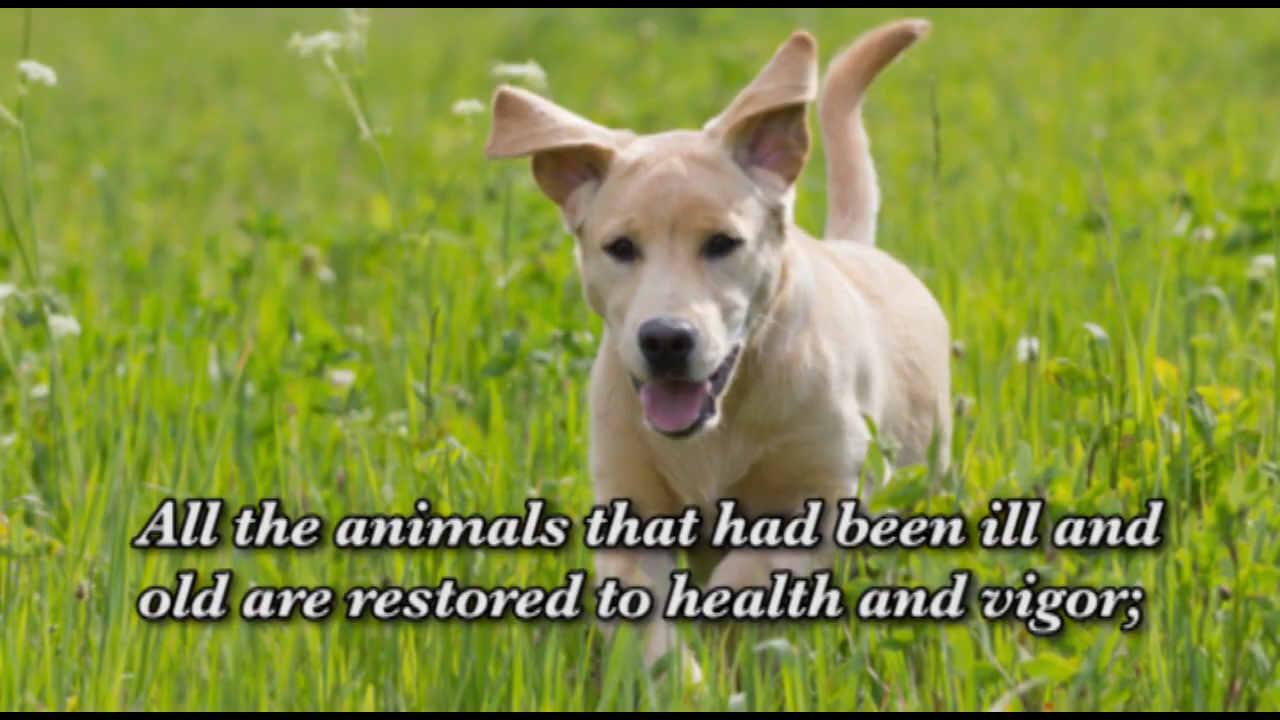 All the animals that had been ill and
old are restored to health and vigor;